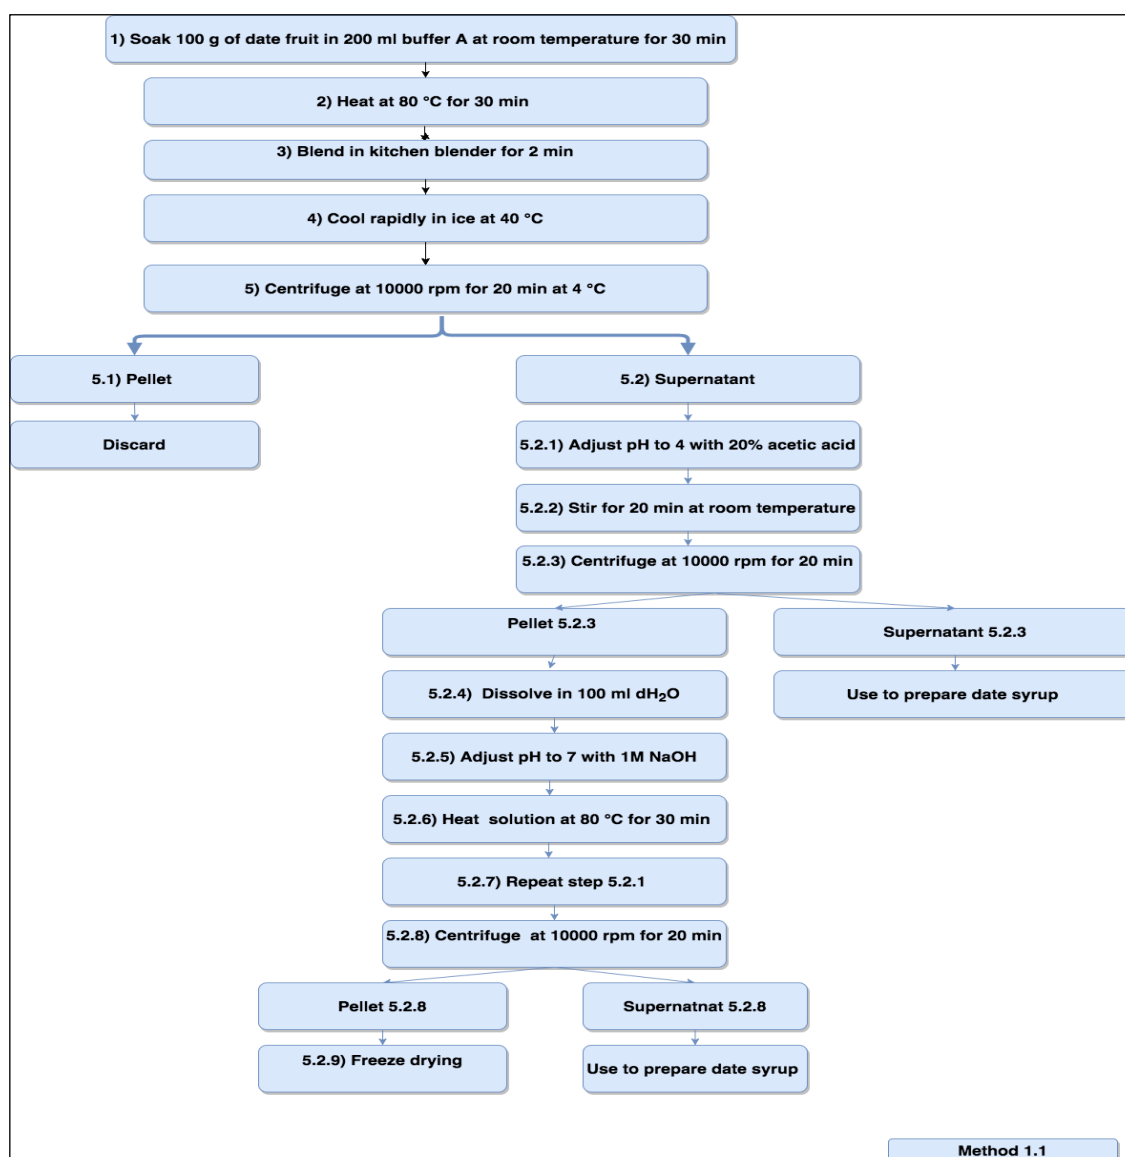 1) Soak 100 g of date fruit in 200 ml buffer A at room temperature for 30 min
2) Heat at 80 °C for 30 min
3) Blend in kitchen blender for 2 min
4) Cool rapidly in ice at 40 °C
5) Centrifuge at 10000 rpm for 20 min at 4 °C
5.1) Pellet
5.2) Supernatant
Discard
5.2.1) Adjust pH to 4 with 20% acetic acid
5.2.2) Stir for 20 min at room temperature
5.2.3) Centrifuge at 10000 rpm for 20 min
Pellet 5.2.3
Supernatant 5.2.3
5.2.4) Dissolve in 100 ml dH₂O
Use to prepare date syrup
5.2.5) Adjust pH to 7 with 1M NaOH
5.2.6) Heat solution at 80 °C for 30 min
5.2.7) Repeat step 5.2.1
5.2.8) Centrifuge at 10000 rpm for 20 min
Pellet 5.2.8
Supernatnat 5.2.8
5.2.9) Freeze drying
Use to prepare date syrup
Method 1.1